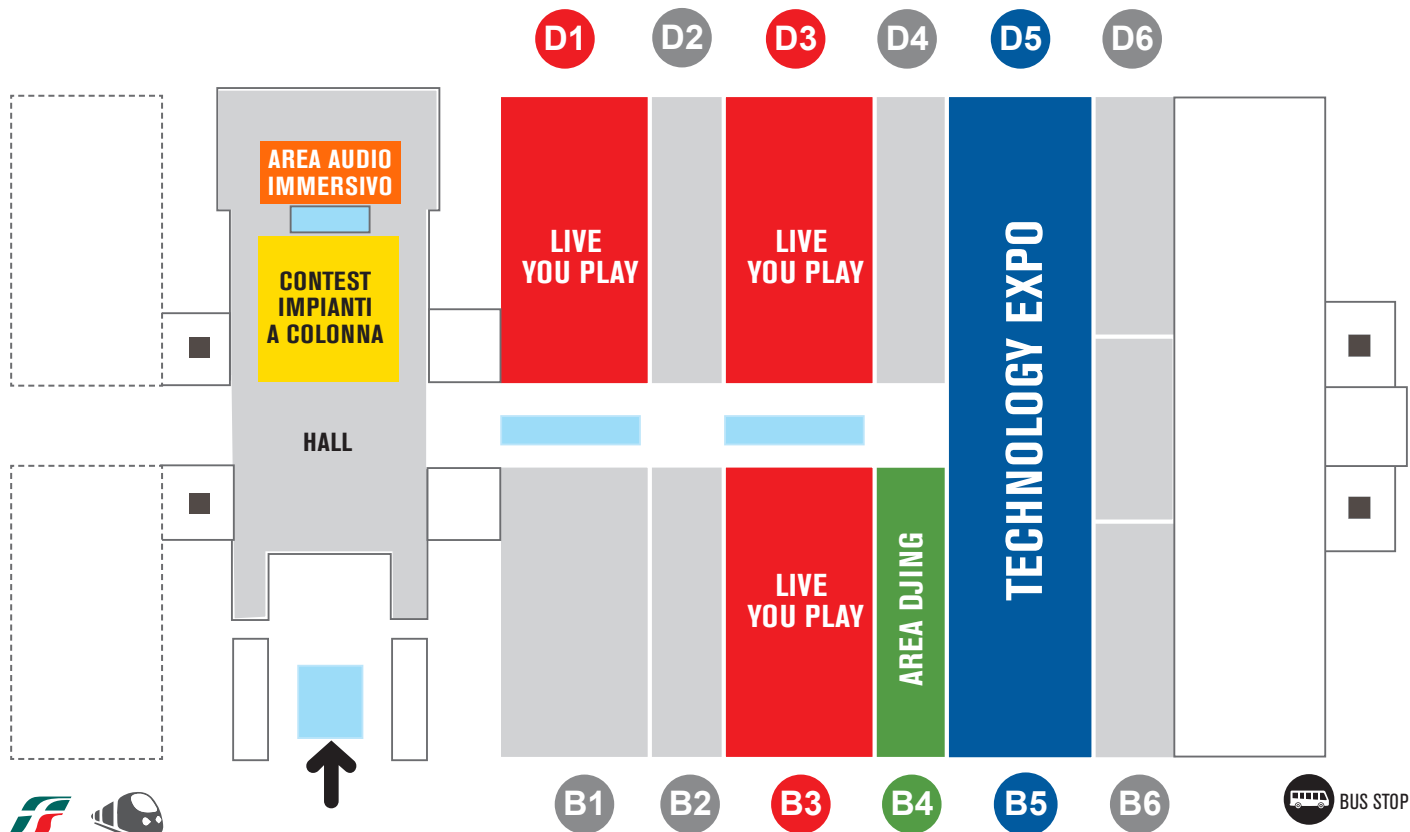 D1
D2
D3
D4
D5
D6
AREA AUDIO
IMMERSIVO
CONTEST
IMPIANTI
A COLONNA
HALL
LIVE
YOU PLAY
LIVE
YOU PLAY
TECHNOLOGY EXPO
LIVE
YOU PLAY
AREA DJING
B1
B2
B3
B4
B5
B6
BUS STOP